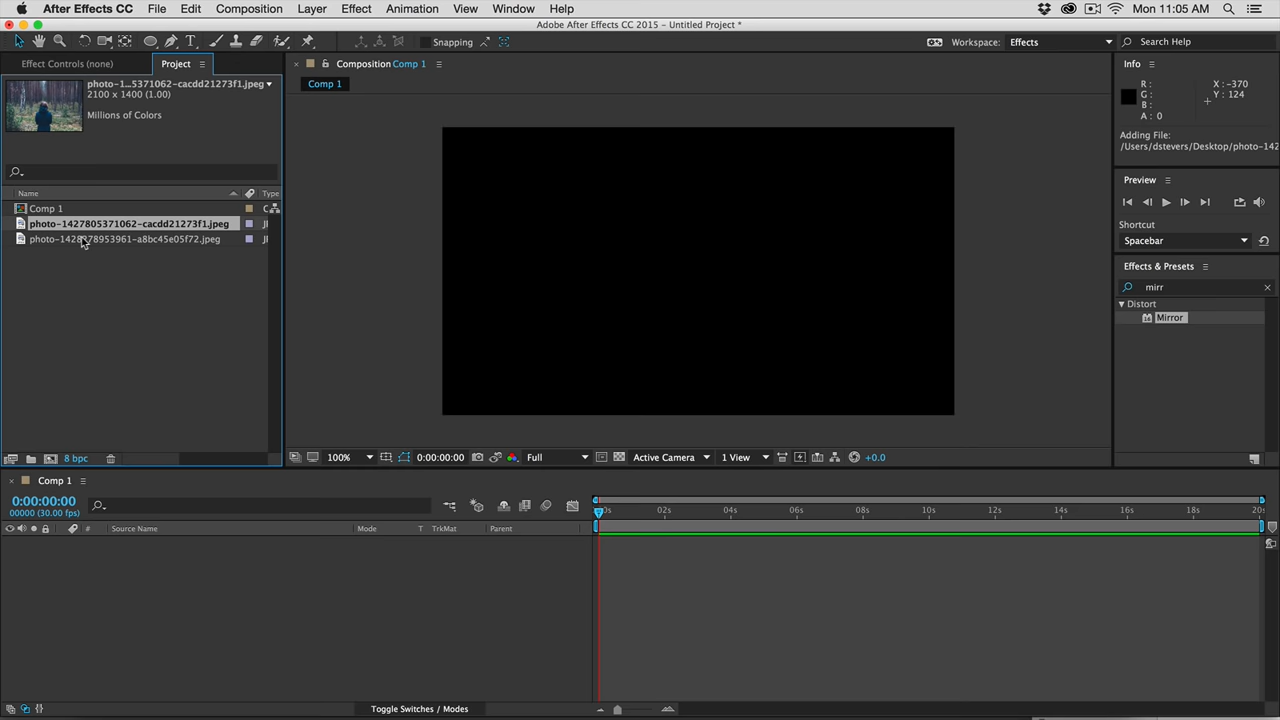 After Effects CC File Edit Composition Layer Effect Animation View Window Help Mon 11:05 AM
Adobe After Effects CC 2015 - Untitled Project *
Snapping Workspace: Effects Search Help
Effect Controls (none) Project
photo-1...5371062-cacdd21273f1.jpeg
2100 x 1400 (1.00)
Millions of Colors
Name Type
Comp 1
photo-1427805371062-cacdd21273f1.jpeg
photo-1428278953961-a8bc45e05f72.jpeg
8 bpc
Composition Comp 1
Comp 1
100% 0:00:00:00 Full Active Camera 1 View +0.0
Info
R: X: -370
G: Y: 124
B:
A: 0
Adding File:
/Users/dstevers/Desktop/photo-142
Preview
Shortcut
Spacebar
Effects & Presets
mirr
Distort
Mirror
Comp 1
0:00:00:00
00000 (30.00 fps)
# Source Name Mode T TrkMat Parent
02s 04s 06s 08s 10s 12s 14s 16s 18s 20s
Toggle Switches / Modes